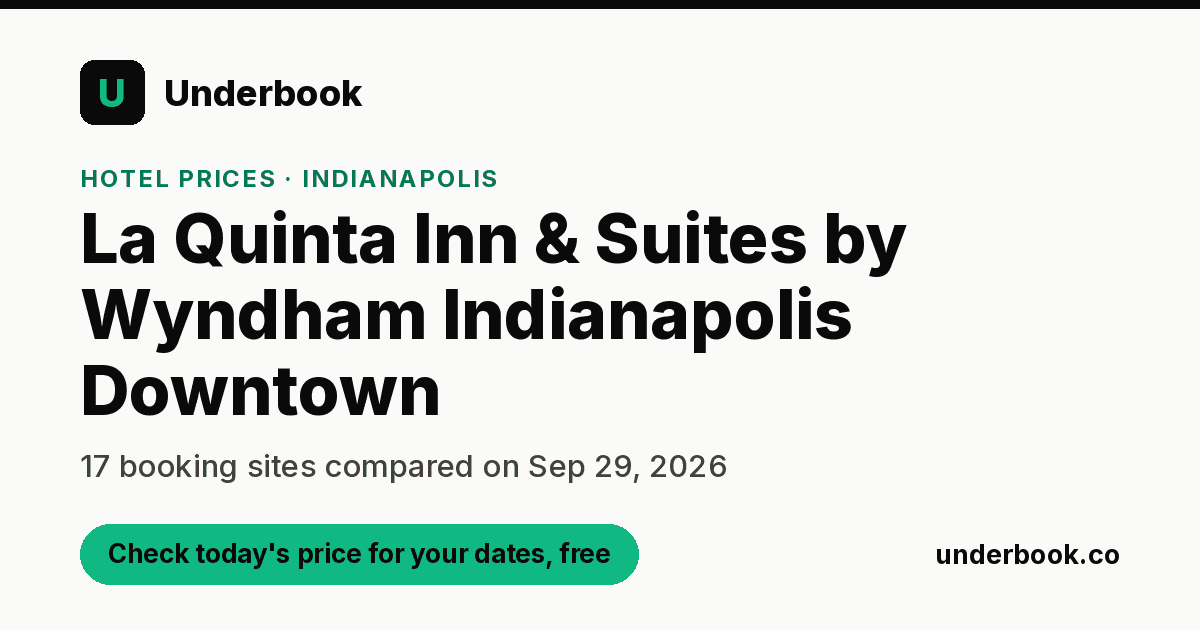 U
Underbook
HOTEL PRICES · INDIANAPOLIS
La Quinta Inn & Suites by
Wyndham Indianapolis
Downtown
17 booking sites compared on Sep 29, 2026
Check today's price for your dates, free
underbook.co